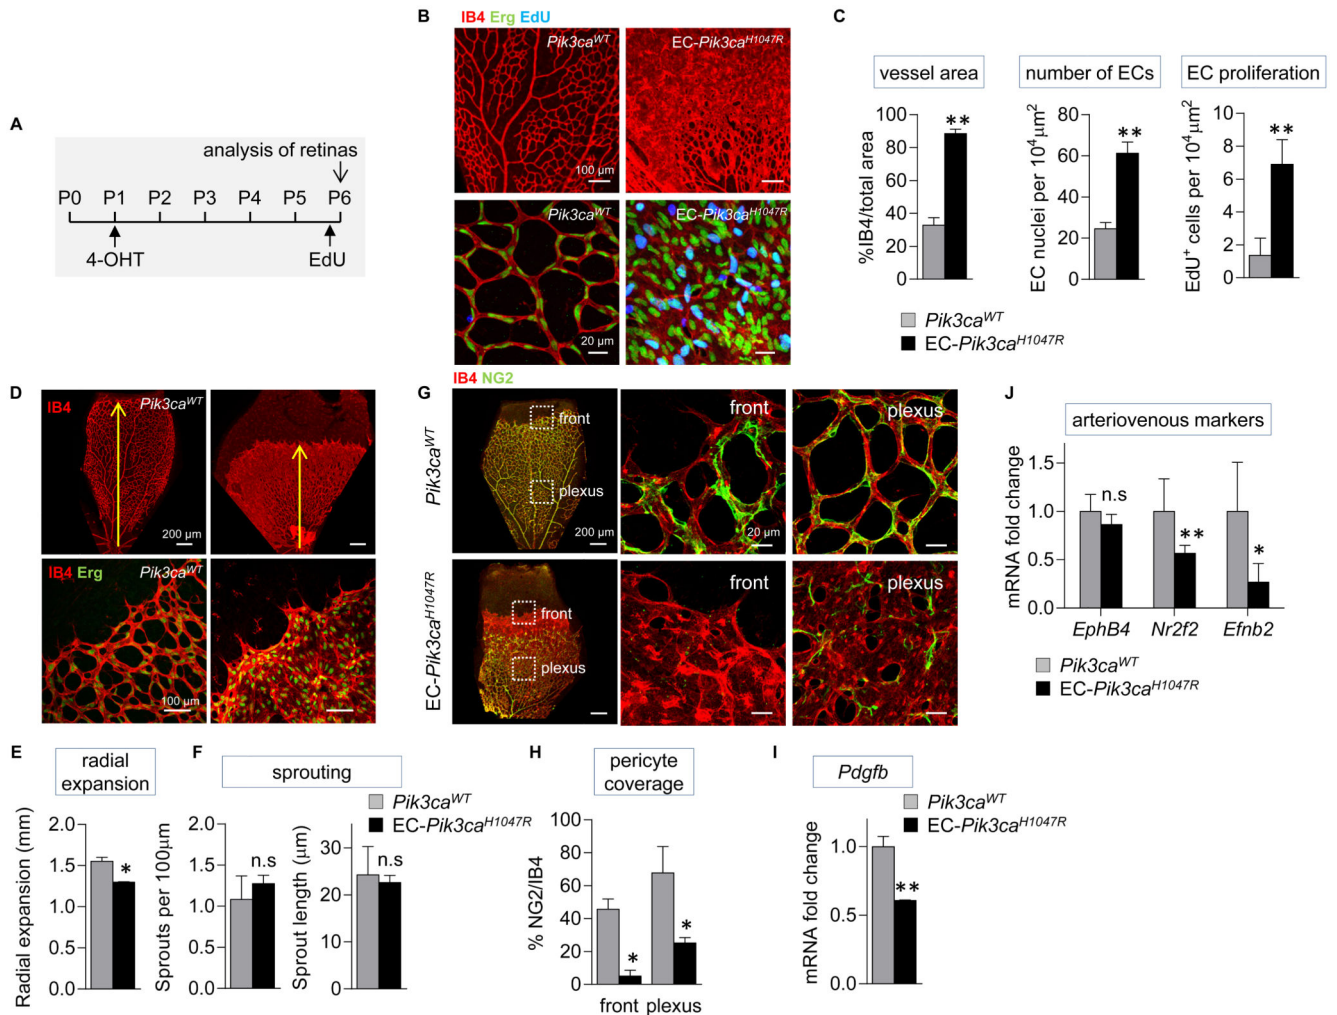 A
analysis of retinas
P0 P1 P2 P3 P4 P5 P6
4-OHT EdU
B
IB4 Erg EdU
Pik3caWT
EC-Pik3caH1047R
100 µm
Pik3caWT
EC-Pik3caH1047R
20 µm
C
vessel area
%IB4/total area
100
80
60
40
20
0
**
number of ECs
EC nuclei per 10⁴µm²
80
60
40
20
0
**
EC proliferation
EdU⁺ cells per 10⁴µm²
10
8
6
4
2
0
**
Pik3caWT
EC-Pik3caH1047R
D
IB4
Pik3caWT
200 µm
IB4 Erg
Pik3caWT
100 µm
G
IB4 NG2
Pik3caWT
front
plexus
200 µm
front
20 µm
plexus
EC-Pik3caH1047R
front
plexus
front
plexus
J
arteriovenous markers
mRNA fold change
1.0
0.5
0.0
n.s
**
*
EphB4 Nr2f2 Efnb2
Pik3caWT
EC-Pik3caH1047R
E
radial
expansion
Radial expansion (mm)
2.0
1.5
1.0
0.5
0.0
*
F
sprouting
Pik3caWT
EC-Pik3caH1047R
Sprouts per 100µm
2.0
1.5
1.0
0.5
0.0
n.s
Sprout length (µm)
30
20
10
0
n.s
H
pericyte
coverage
% NG2/IB4
100
80
60
40
20
0
*
*
front plexus
I
Pdgfb
Pik3caWT
EC-Pik3caH1047R
mRNA fold change
1.0
0.5
0.0
**